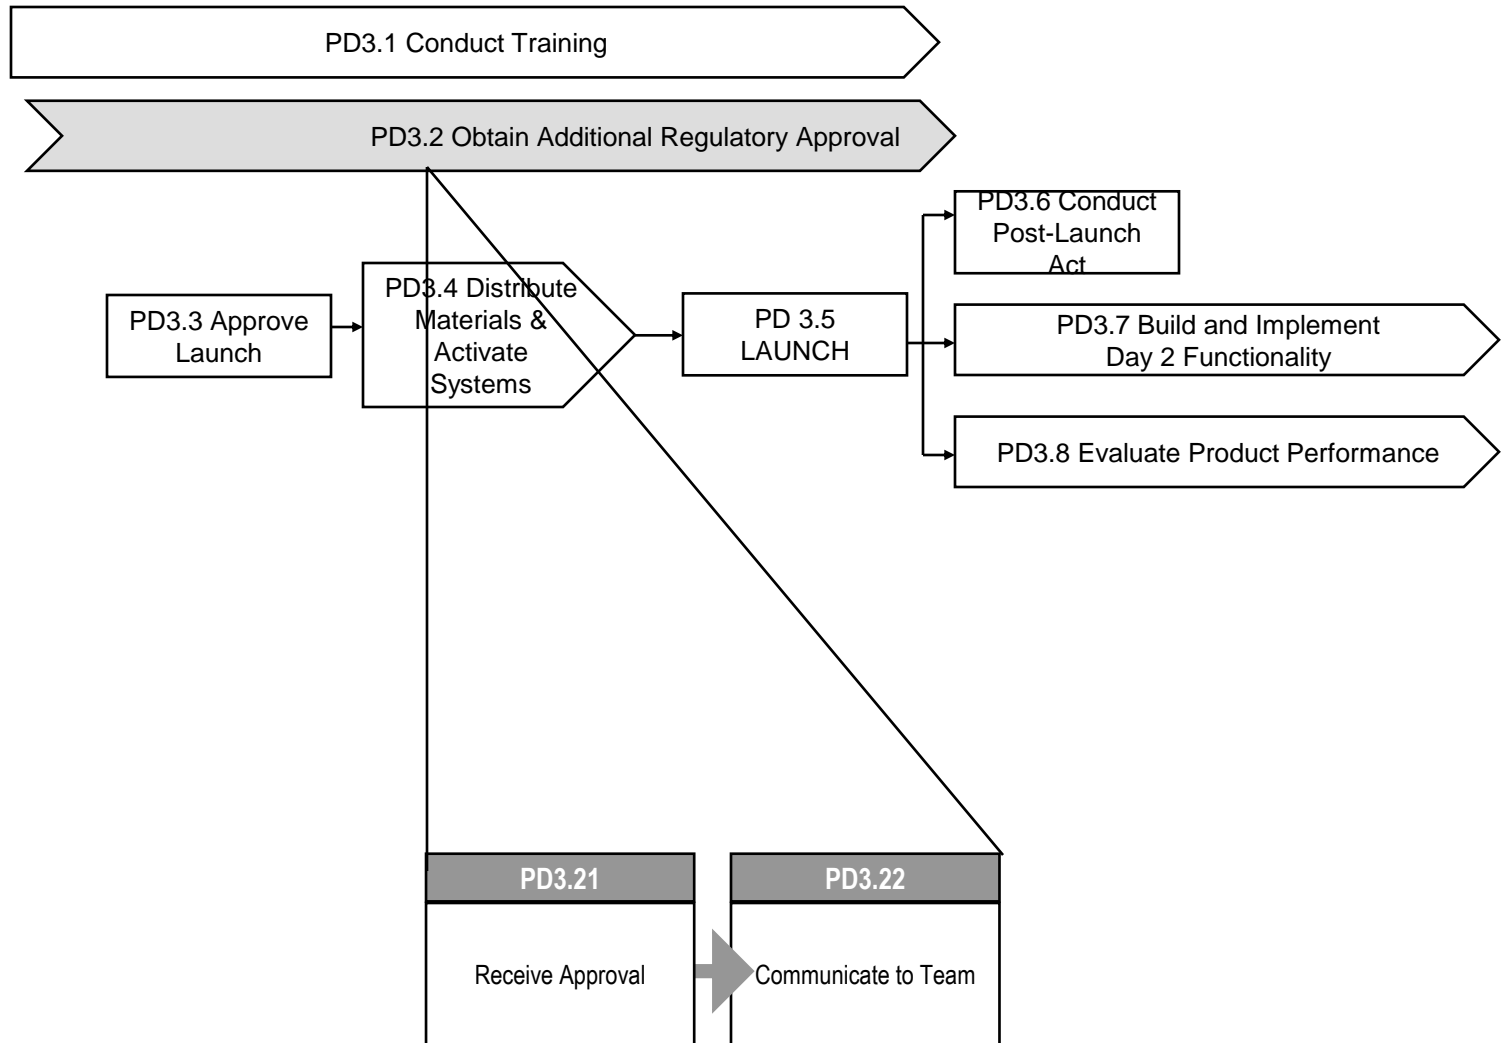 PD3.1 Conduct Training
PD3.2 Obtain Additional Regulatory Approval
PD3.3 Approve
Launch
PD3.4 Distribute
Materials &
Activate
Systems
PD 3.5
LAUNCH
PD3.6 Conduct
Post-Launch
Act
PD3.7 Build and Implement
Day 2 Functionality
PD3.8 Evaluate Product Performance
PD3.21
Receive Approval
PD3.22
Communicate to Team